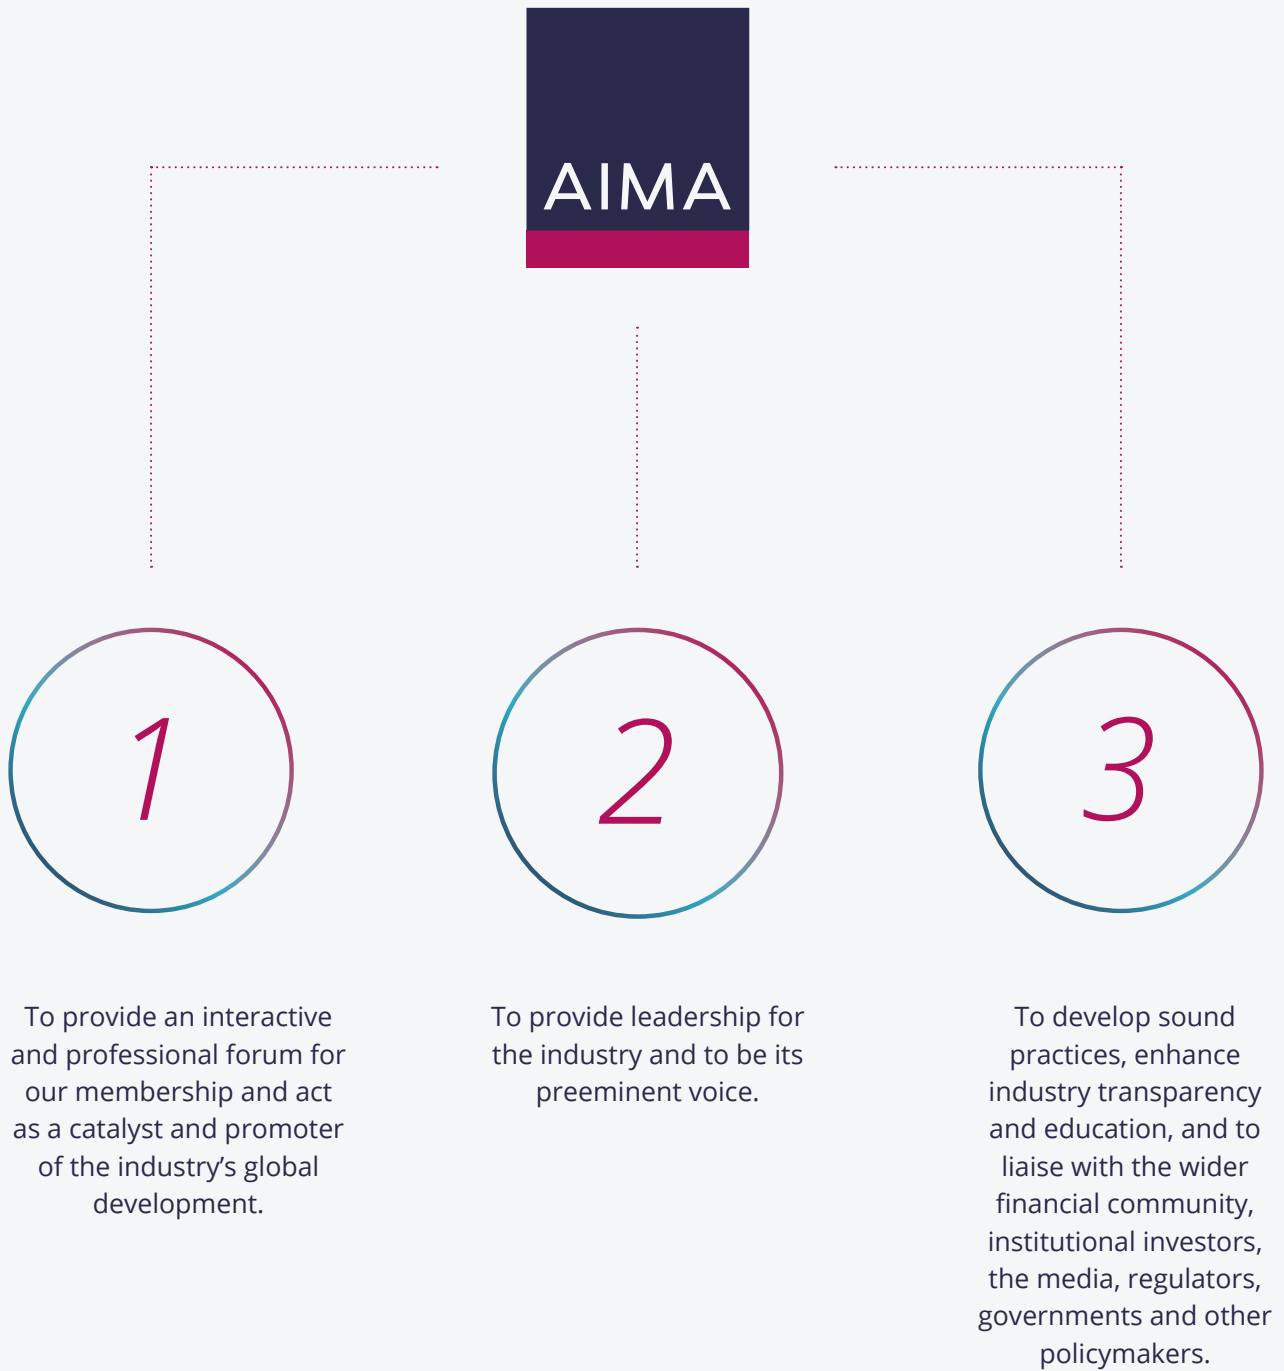 AIMA
1
To provide an interactive
and professional forum for
our membership and act
as a catalyst and promoter
of the industry’s global
development.
2
To provide leadership for
the industry and to be its
preeminent voice.
3
To develop sound
practices, enhance
industry transparency
and education, and to
liaise with the wider
financial community,
institutional investors,
the media, regulators,
governments and other
policymakers.